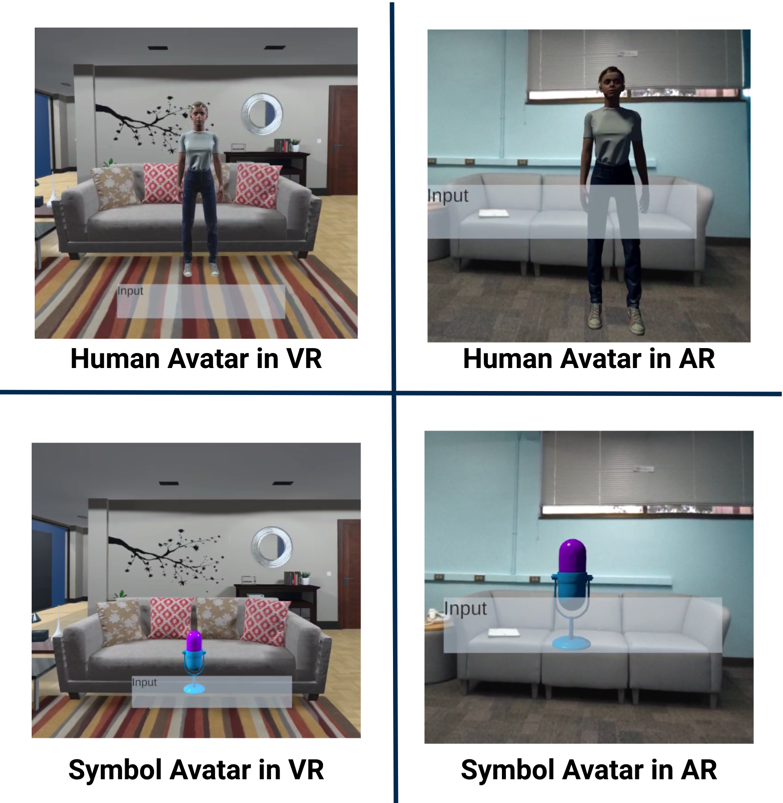 Input
Input
Human Avatar in VR
Human Avatar in AR
Input
Input
Symbol Avatar in VR
Symbol Avatar in AR